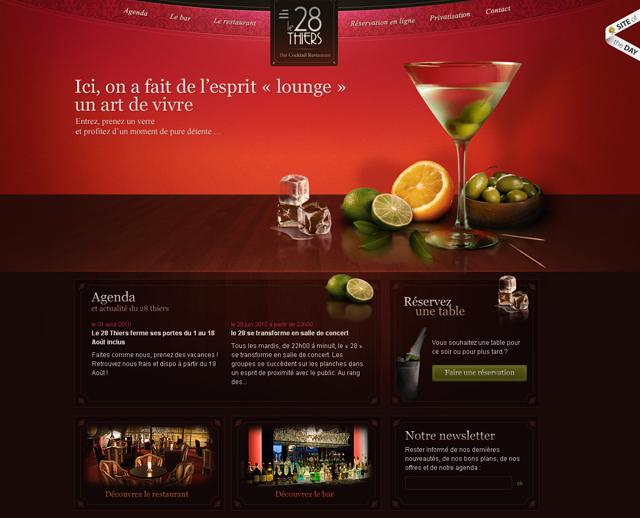 Agenda
Le bar
Le restaurant
le 28
THIERS
Bar Cocktail Restaurant
Réservation en ligne
Privatisation
Contact
SITE of
the DAY
Ici, on a fait de l’esprit « lounge »
un art de vivre
Entrez, prenez un verre
et profitez d’un moment de pure détente ...
Agenda
et actualité du 28 thiers
le 01 août 2010
Le 28 Thiers ferme ses portes du 1 au 18
Août inclus
Faites comme nous, prenez des vacances !
Retrouvez nous frais et dispo à partir du 19
Août !
le 29 juin 2010 à partir de 22h00
le 28 se transforme en salle de concert
Tous les mardis, de 22h00 à minuit, le « 28 »
se transforme en salle de concert. Les
groupes se succèdent sur les planches dans
un esprit de proximité avec le public. Au rang
des...
Réservez
une table
Vous souhaitez une table pour
ce soir ou pour plus tard ?
Faire une réservation
Découvrez le restaurant
Découvrez le bar
Notre newsletter
Rester informé de nos dernières
nouveautés, de nos bons plans, de nos
offres et de notre agenda :
ok